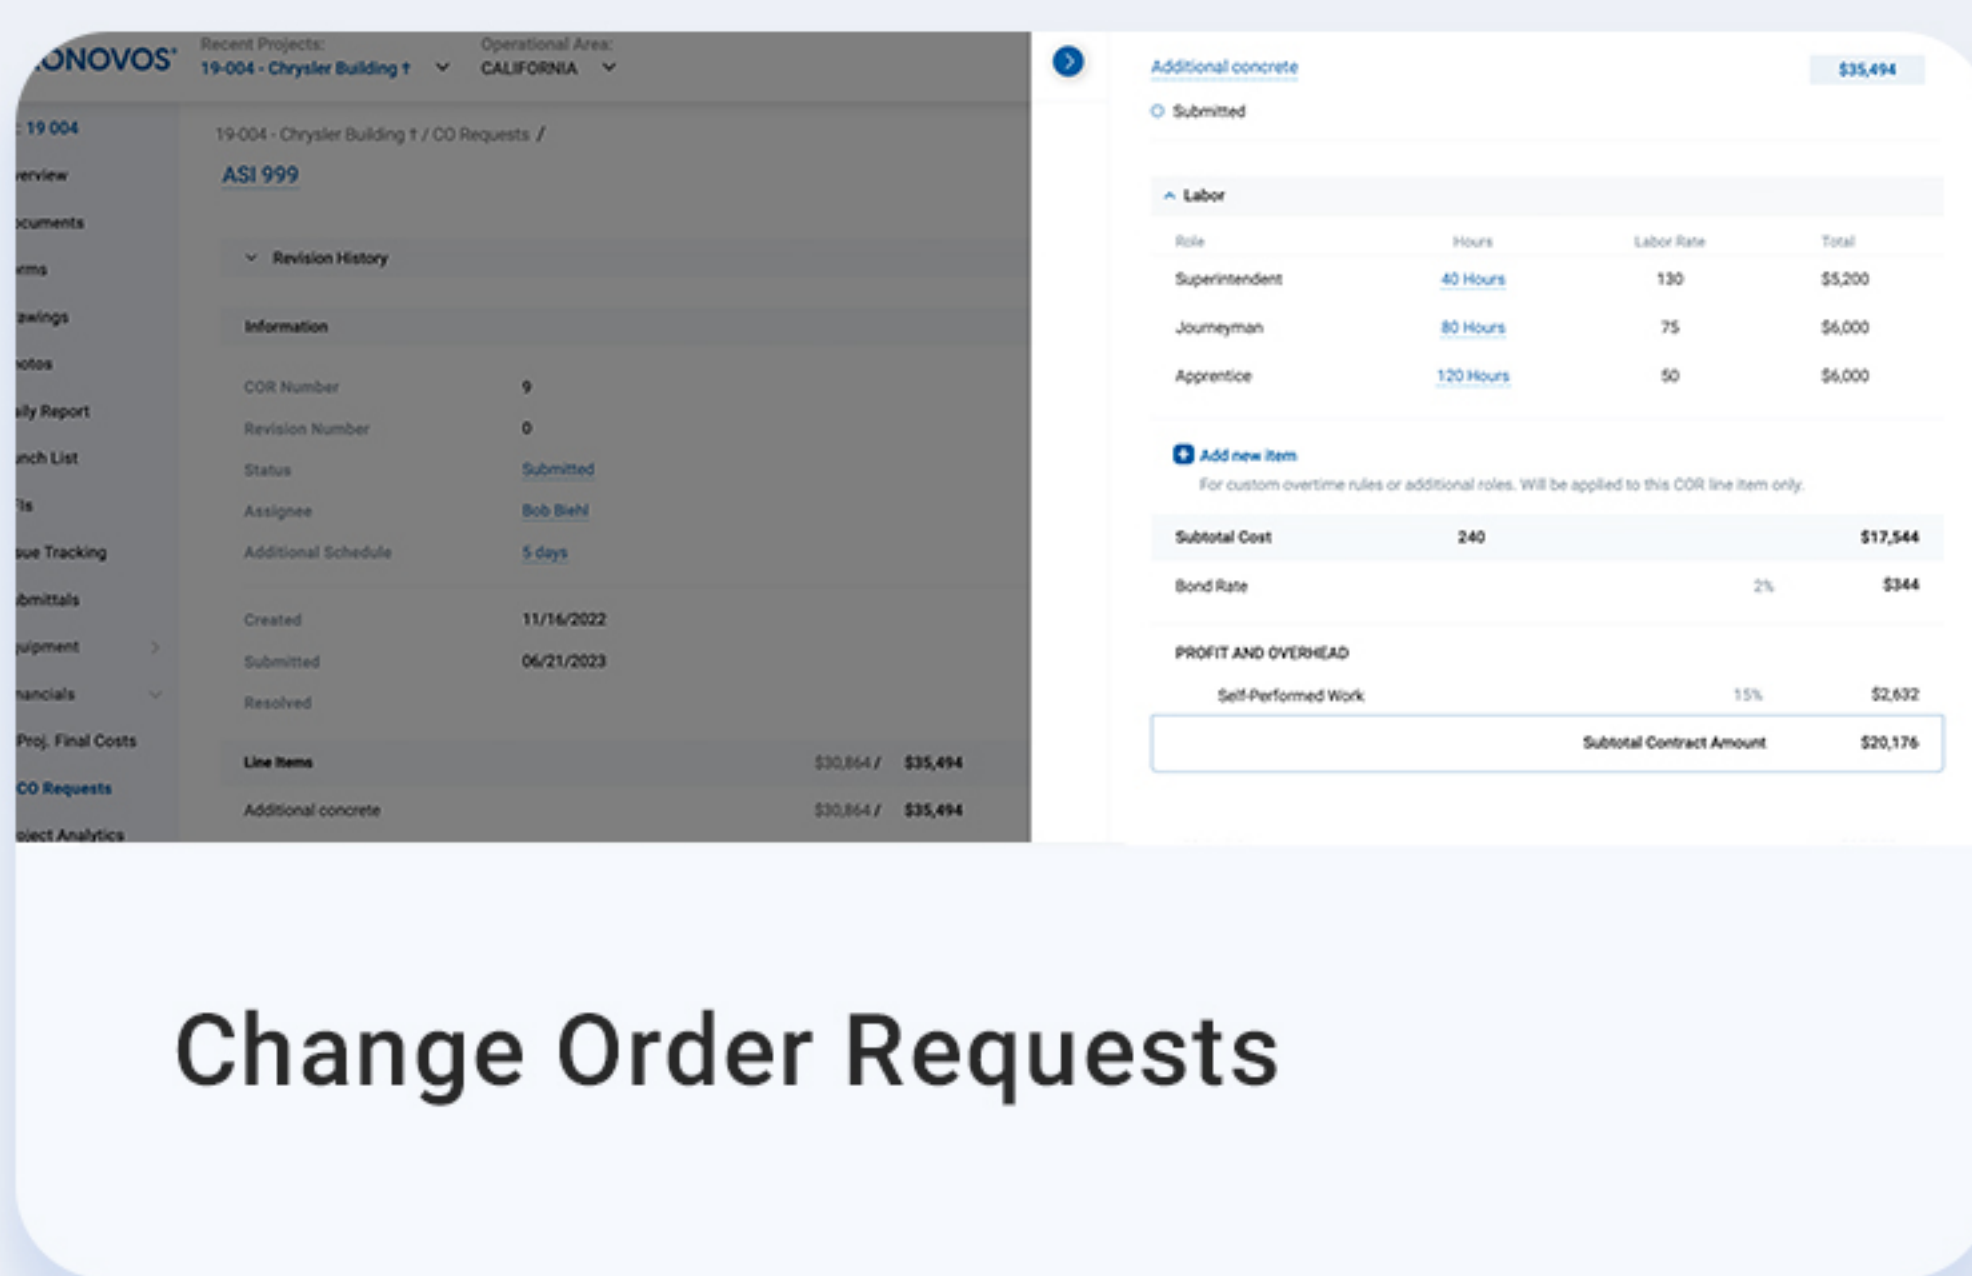 ONOVOS®
Recent Projects:
19-004 - Chrysler Building †
Operational Area:
CALIFORNIA
: 19 004
erview
ocuments
rms
awings
otos
ily Report
nch List
FIs
sue Tracking
bmittals
uipment
nancials
Proj. Final Costs
CO Requests
oject Analytics
19-004 - Chrysler Building † / CO Requests /
ASI 999
Revision History
Information
COR Number 9
Revision Number 0
Status Submitted
Assignee Bob Biehl
Additional Schedule 5 days
Created 11/16/2022
Submitted 06/21/2023
Resolved
Line Items $30,864 / $35,494
Additional concrete $30,864 / $35,494
Additional concrete $35,494
Submitted
Labor
Role Hours Labor Rate Total
Superintendent 40 Hours 130 $5,200
Journeyman 80 Hours 75 $6,000
Apprentice 120 Hours 50 $6,000
Add new item
For custom overtime rules or additional roles. Will be applied to this COR line item only.
Subtotal Cost 240 $17,544
Bond Rate 2% $344
PROFIT AND OVERHEAD
Self-Performed Work 15% $2,632
Subtotal Contract Amount $20,176
Change Order Requests